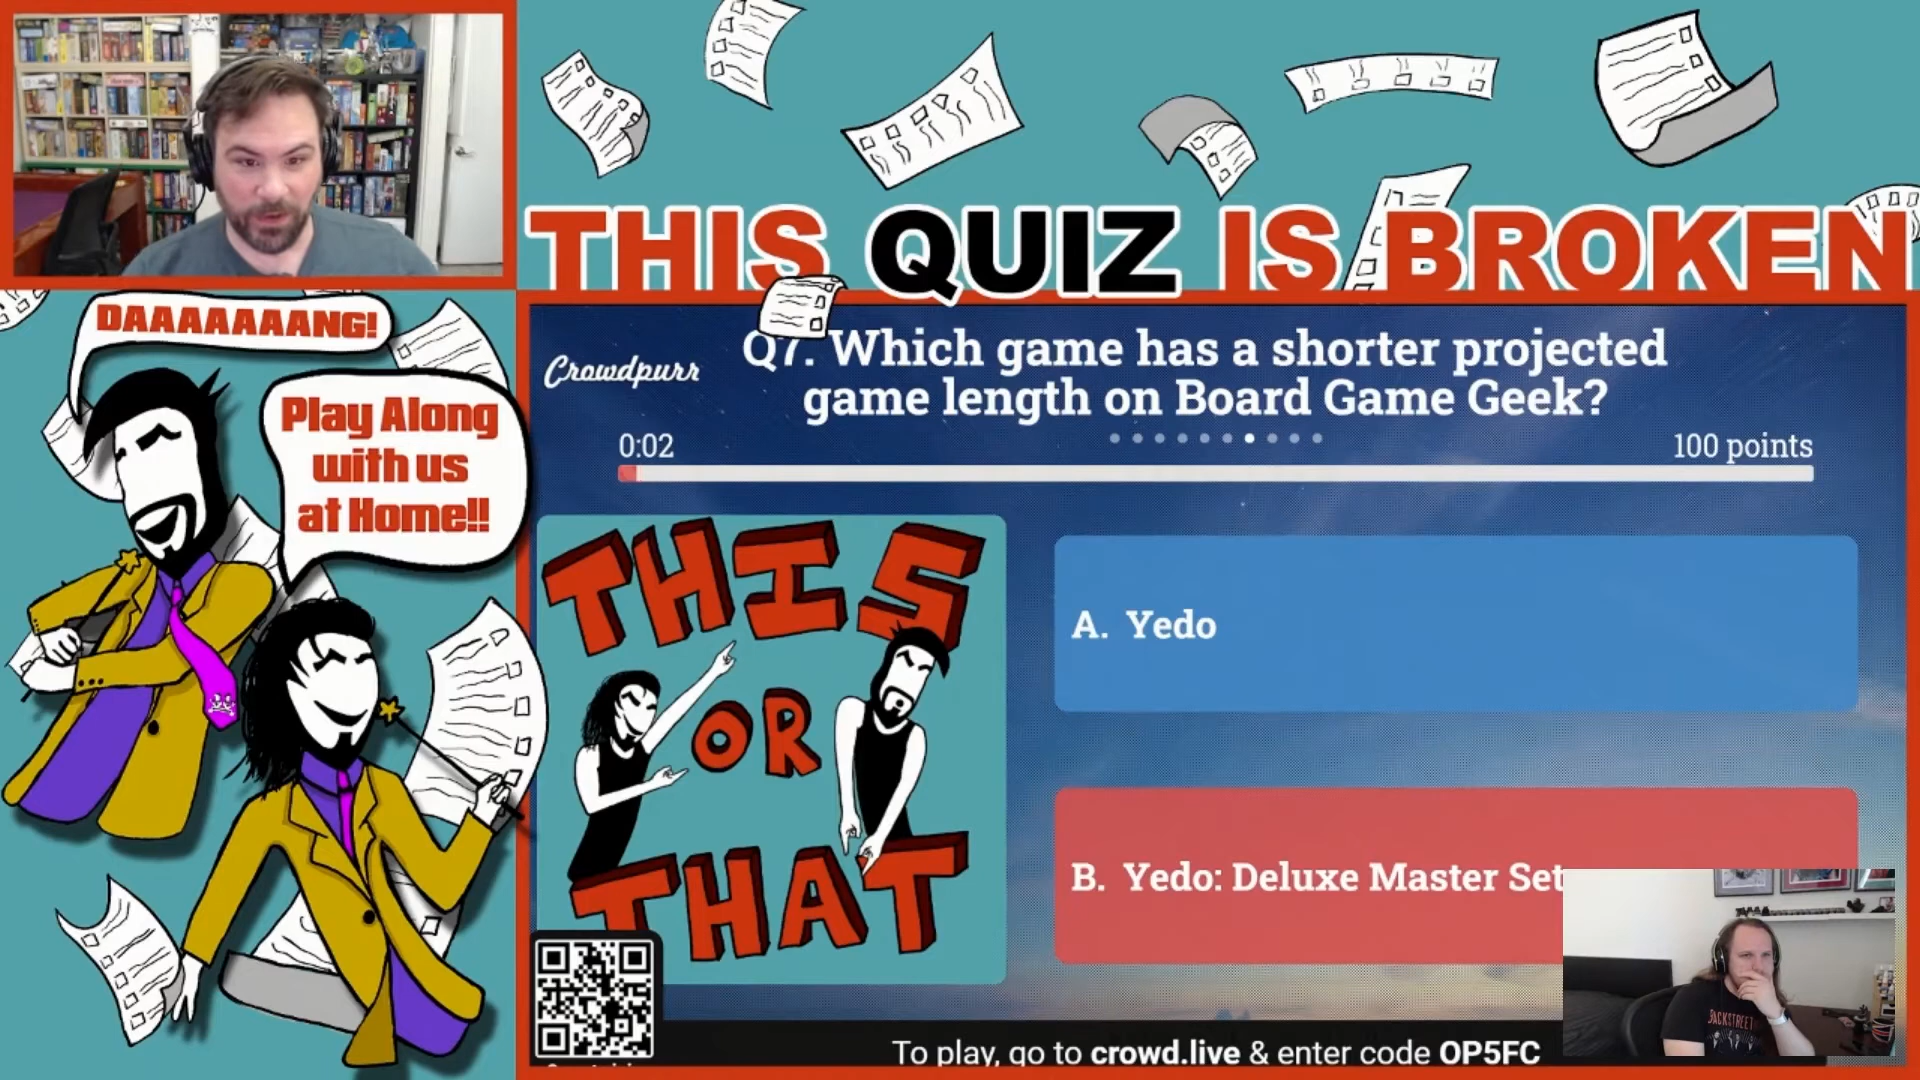 THIS QUIZ IS BROKEN
DAAAAAAAANG!
Play Along
with us
at Home!!
Crowdpurr
Q7. Which game has a shorter projected
game length on Board Game Geek?
0:02
100 points
THIS
OR
THAT
A. Yedo
B. Yedo: Deluxe Master Set
To play, go to crowd.live & enter code OP5FC